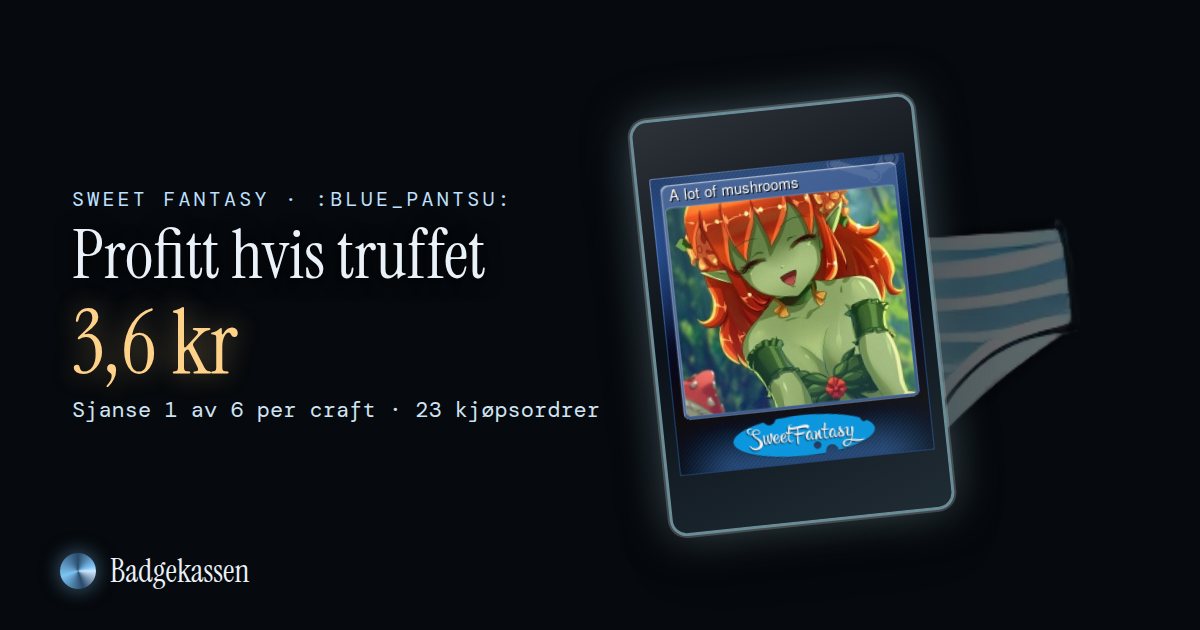 SWEET FANTASY · :BLUE_PANTSU:
Profitt hvis truffet
3,6 kr
Sjanse 1 av 6 per craft · 23 kjøpsordrer
A lot of mushrooms
SweetFantasy
Badgekassen